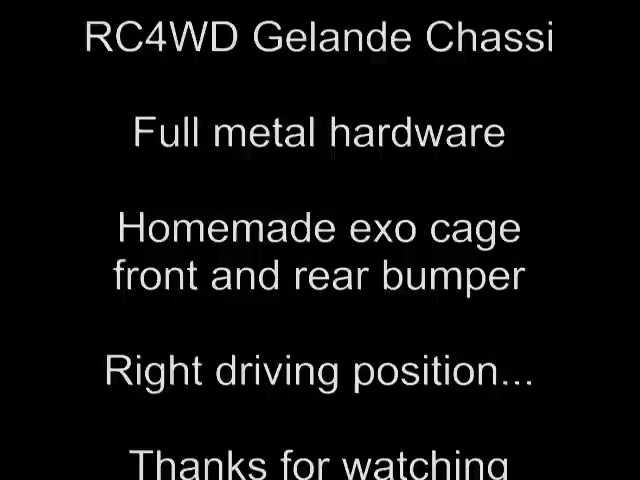 RC4WD Gelande Chassi
Full metal hardware
Homemade exo cage
front and rear bumper
Right driving position...
Thanks for watching